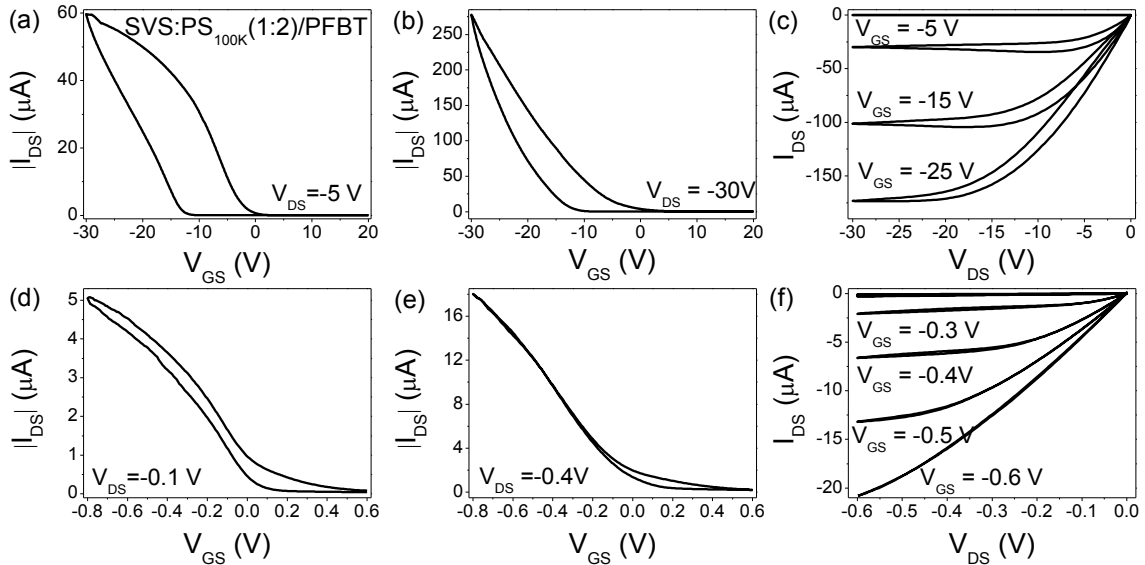 (a)
SVS:PS100K(1:2)/PFBT
60
40
20
0
-30 -20 -10 0 10 20
|IDS| (μA)
VDS=-5 V
VGS (V)
(b)
250
200
150
100
50
0
-30 -20 -10 0 10 20
|IDS| (μA)
VDS = -30V
VGS (V)
(c)
0
-50
-100
-150
-30 -25 -20 -15 -10 -5 0
IDS (μA)
VGS = -5 V
VGS = -15 V
VGS = -25 V
VDS (V)
(d)
5
4
3
2
1
0
-0.8 -0.6 -0.4 -0.2 0.0 0.2 0.4 0.6
|IDS| (μA)
VDS=-0.1 V
VGS (V)
(e)
16
12
8
4
0
-0.8 -0.6 -0.4 -0.2 0.0 0.2 0.4 0.6
|IDS| (μA)
VDS=-0.4V
VGS (V)
(f)
0
-5
-10
-15
-20
-0.6 -0.5 -0.4 -0.3 -0.2 -0.1 0.0
IDS (μA)
VGS = -0.3 V
VGS = -0.4V
VGS = -0.5 V
VGS = -0.6 V
VDS (V)